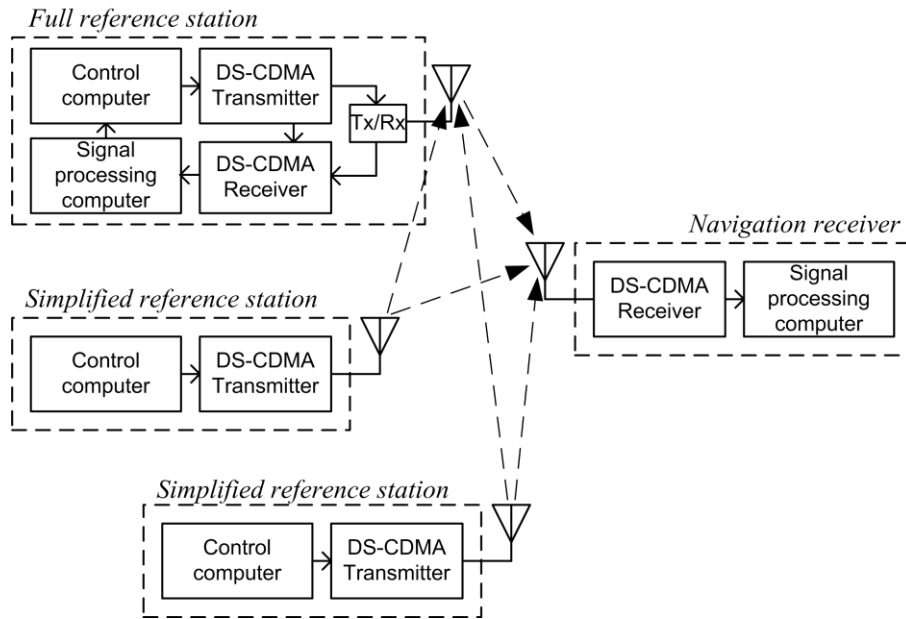 Full reference station
Control
computer
DS-CDMA
Transmitter
Tx/Rx
Signal
processing
computer
DS-CDMA
Receiver
Navigation receiver
DS-CDMA
Receiver
Signal
processing
computer
Simplified reference station
Control
computer
DS-CDMA
Transmitter
Simplified reference station
Control
computer
DS-CDMA
Transmitter